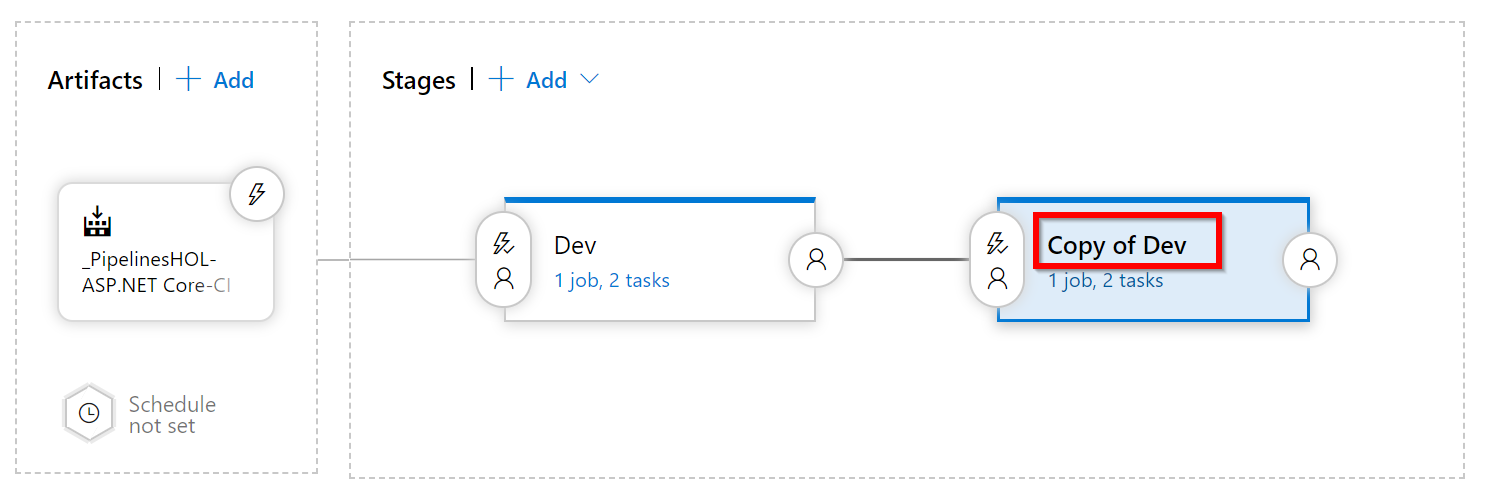 Artifacts | + Add
_PipelinesHOL-
ASP.NET Core-CI
Schedule
not set
Stages | + Add
Dev
1 job, 2 tasks
Copy of Dev
1 job, 2 tasks